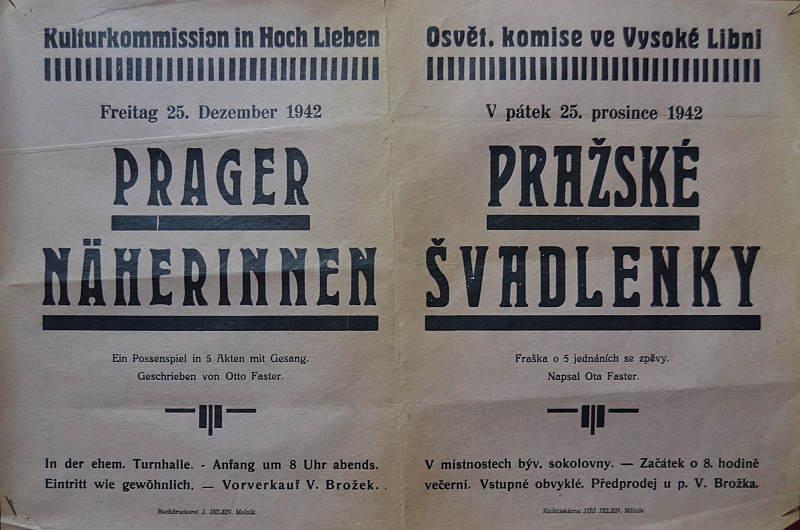 Kulturkommission in Hoch Lieben
Freitag 25. Dezember 1942
PRAGER
NÄHERINNEN
Ein Possenspiel in 5 Akten mit Gesang.
Geschrieben von Otto Faster.
In der ehem. Turnhalle. - Anfang um 8 Uhr abends.
Eintritt wie gewöhnlich. — Vorverkauf V. Brožek.
Buchdruckerei J. JELEN, Melnik.
Osvět. komise ve Vysoké Libni
V pátek 25. prosince 1942
PRAŽSKÉ
ŠVADLENKY
Fraška o 5 jednáních se zpěvy.
Napsal Ota Faster.
V místnostech býv. sokolovny. — Začátek o 8. hodině
večerní. Vstupné obvyklé. Předprodej u p. V. Brožka.
Knihtiskárna JIŘÍ JELEN, Mělník.